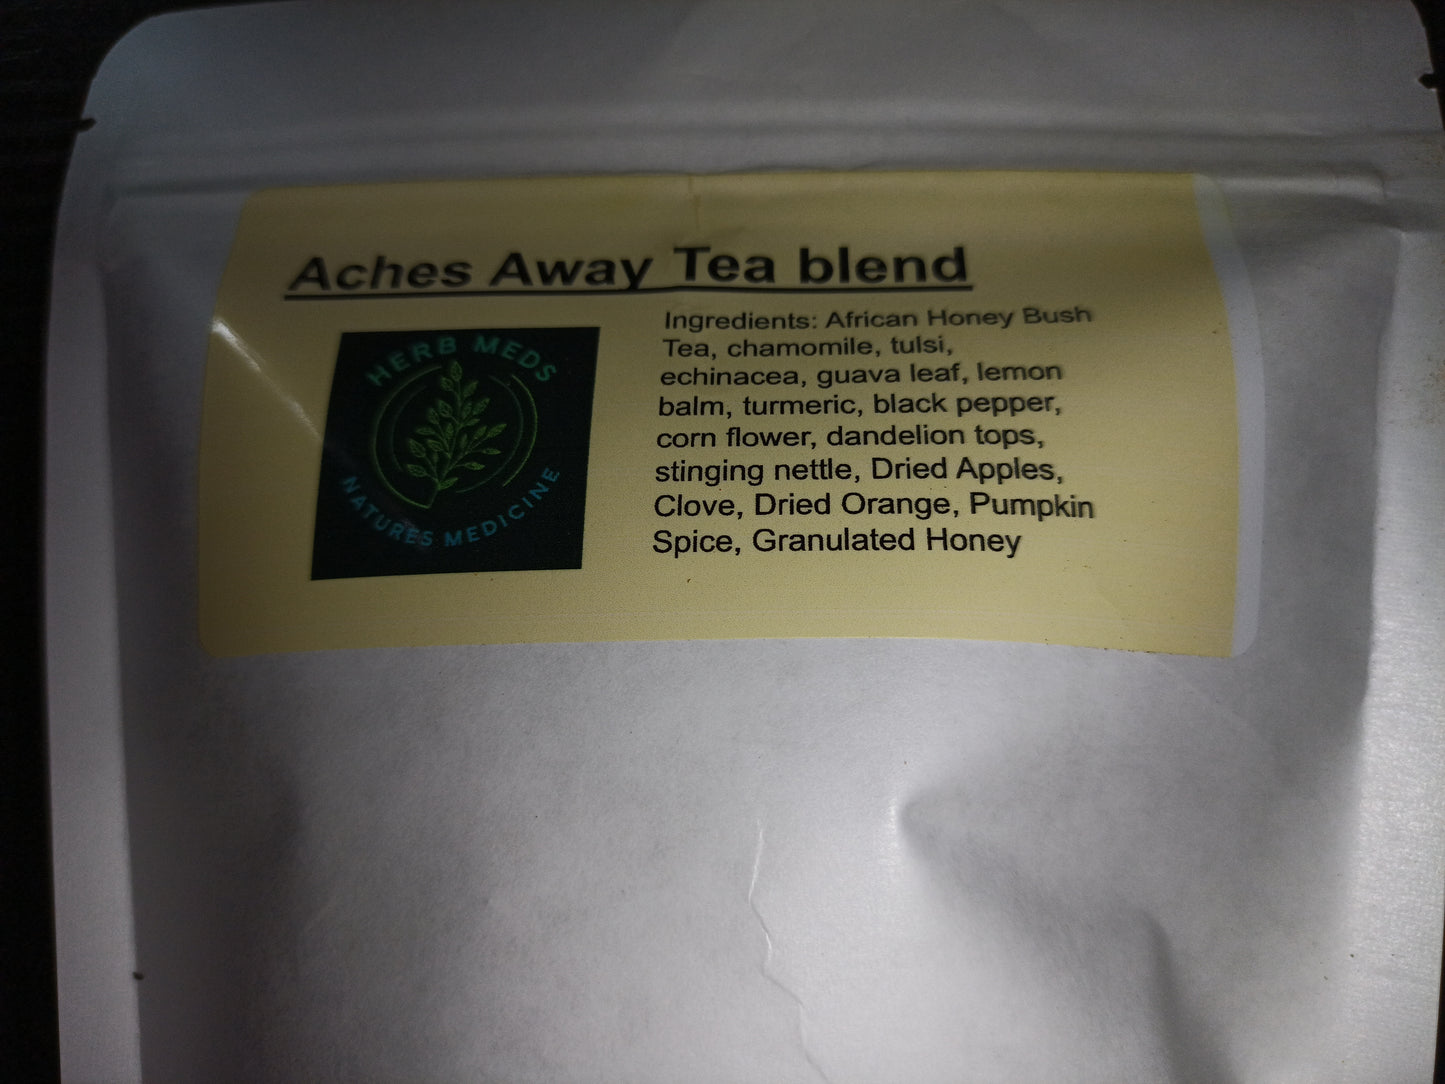 Aches Away Tea blend
HERB MEDS
NATURES MEDICINE
Ingredients: African Honey Bush
Tea, chamomile, tulsi,
echinacea, guava leaf, lemon
balm, turmeric, black pepper,
corn flower, dandelion tops,
stinging nettle, Dried Apples,
Clove, Dried Orange, Pumpkin
Spice, Granulated Honey